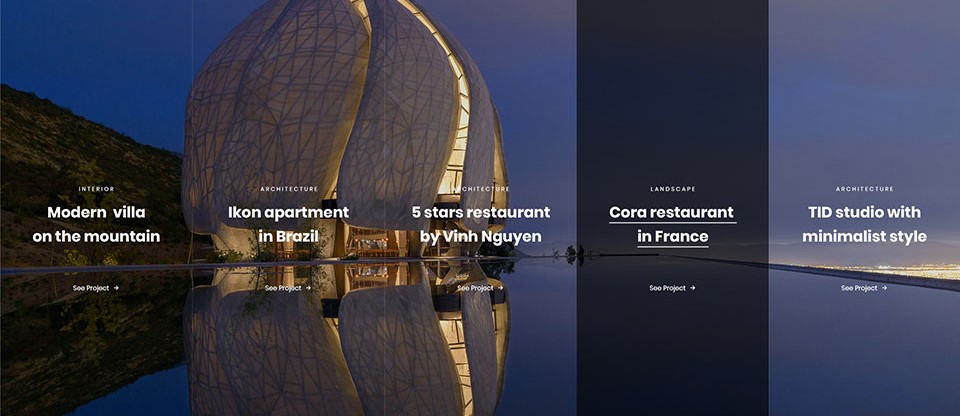 INTERIOR
Modern villa
on the mountain
See Project →
ARCHITECTURE
Ikon apartment
in Brazil
See Project →
ARCHITECTURE
5 stars restaurant
by Vinh Nguyen
See Project →
LANDSCAPE
Cora restaurant
in France
See Project →
ARCHITECTURE
TID studio with
minimalist style
See Project →